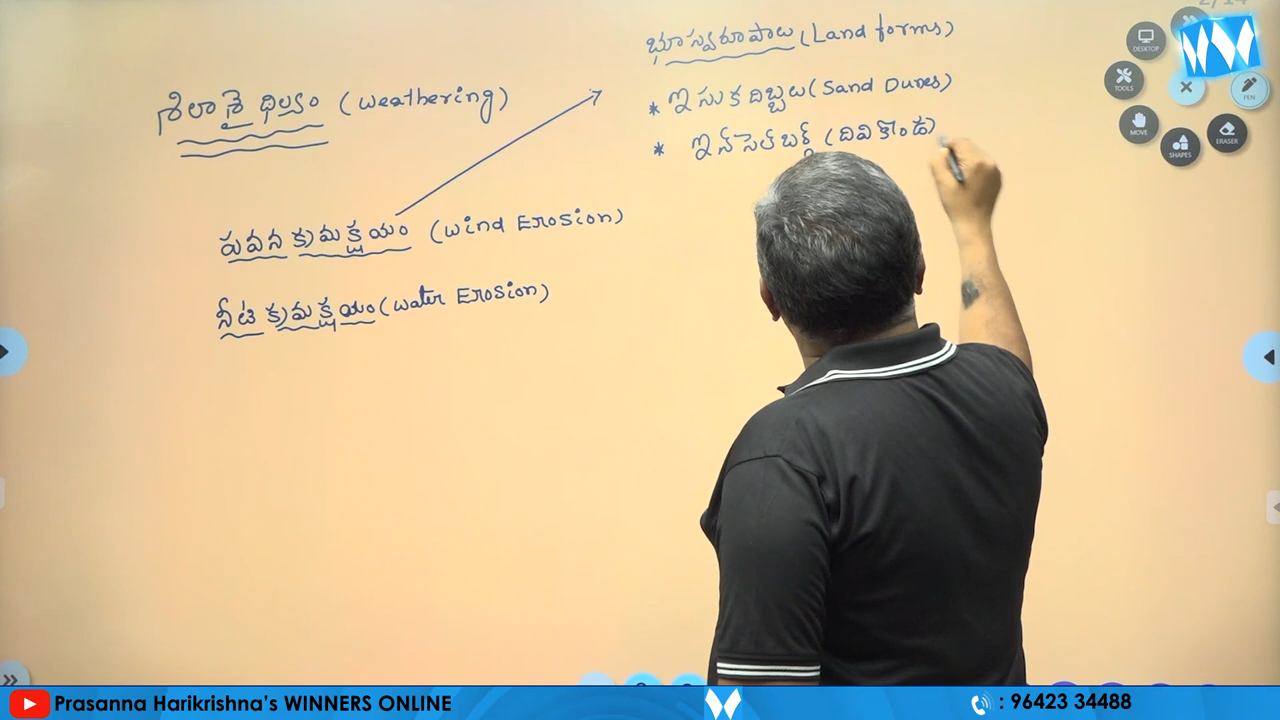 భూస్వరూపాలు (Land forms)
శిలాశైథిల్యం (Weathering)
* ఇసుక దిబ్బలు (Sand Dunes)
* ఇన్‌సెల్‌బర్గ్ (దివికొండ)
పవన క్రమక్షయం (Wind Erosion)
నీటి క్రమక్షయం (Water Erosion)
DESKTOP
TOOLS
PEN
MOVE
SHAPES
ERASER
Prasanna Harikrishna's WINNERS ONLINE
: 96423 34488